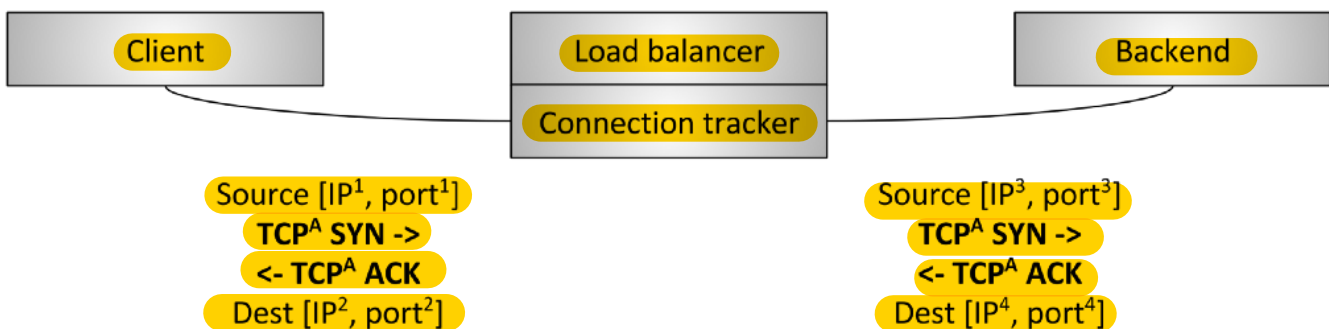 Client
Load balancer
Backend
Connection tracker
Source [IP¹, port¹]
TCPᴬ SYN ->
<- TCPᴬ ACK
Dest [IP², port²]
Source [IP³, port³]
TCPᴬ SYN ->
<- TCPᴬ ACK
Dest [IP⁴, port⁴]